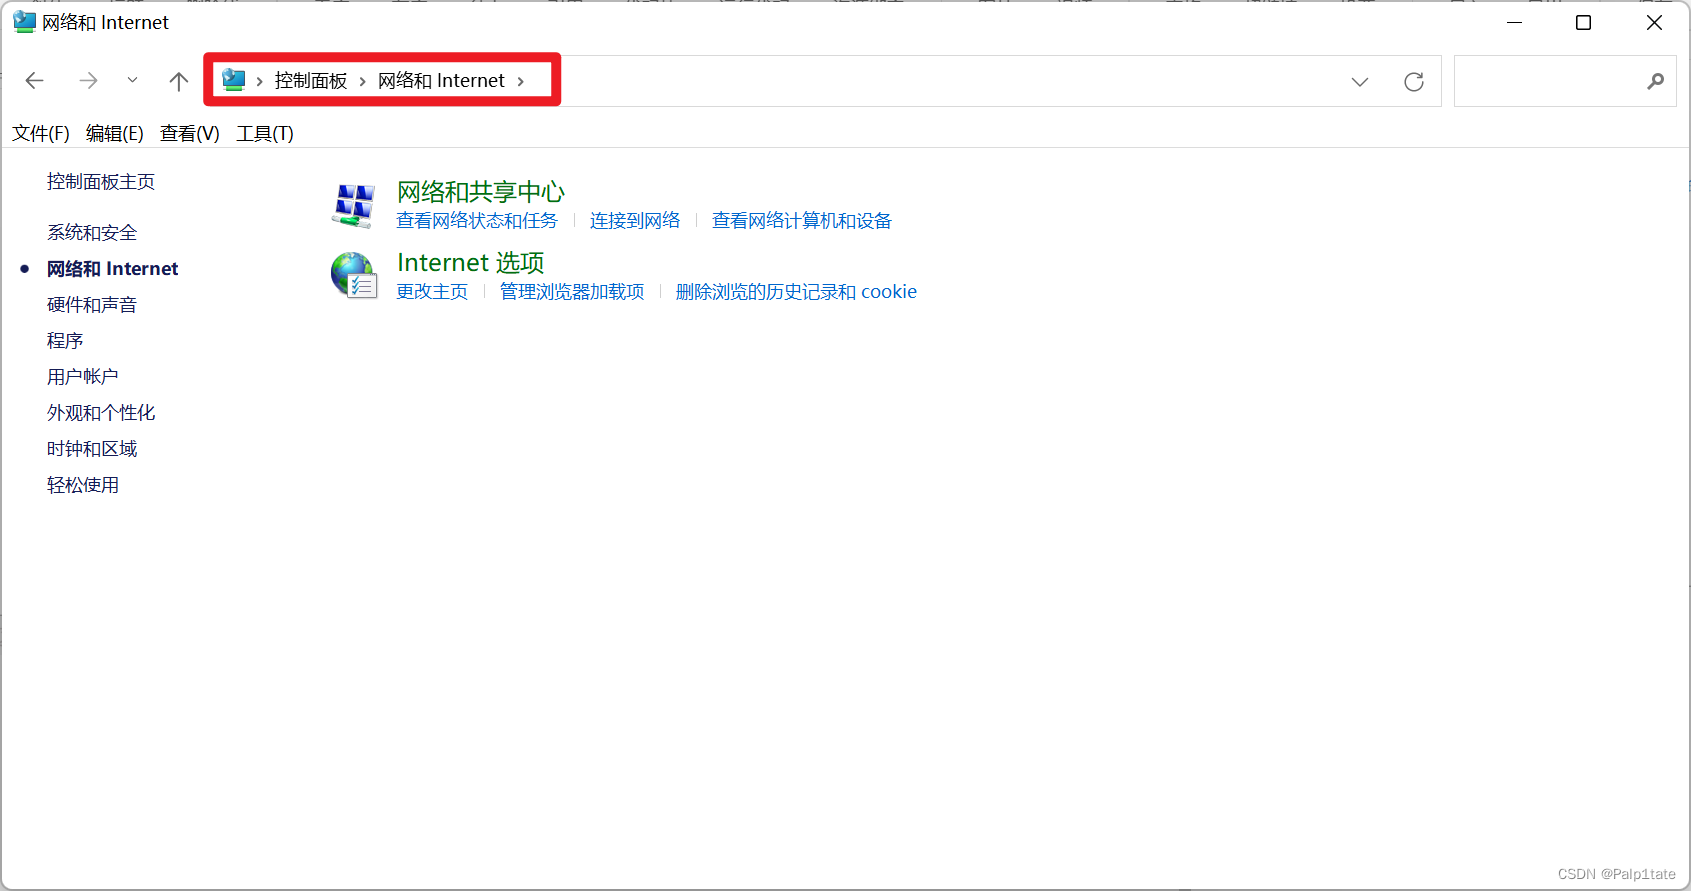 网络和 Internet
控制面板 网络和 Internet
文件(F) 编辑(E) 查看(V) 工具(T)
控制面板主页
系统和安全
网络和 Internet
硬件和声音
程序
用户帐户
外观和个性化
时钟和区域
轻松使用
网络和共享中心
查看网络状态和任务 连接到网络 查看网络计算机和设备
Internet 选项
更改主页 管理浏览器加载项 删除浏览的历史记录和 cookie
CSDN @Palp1tate